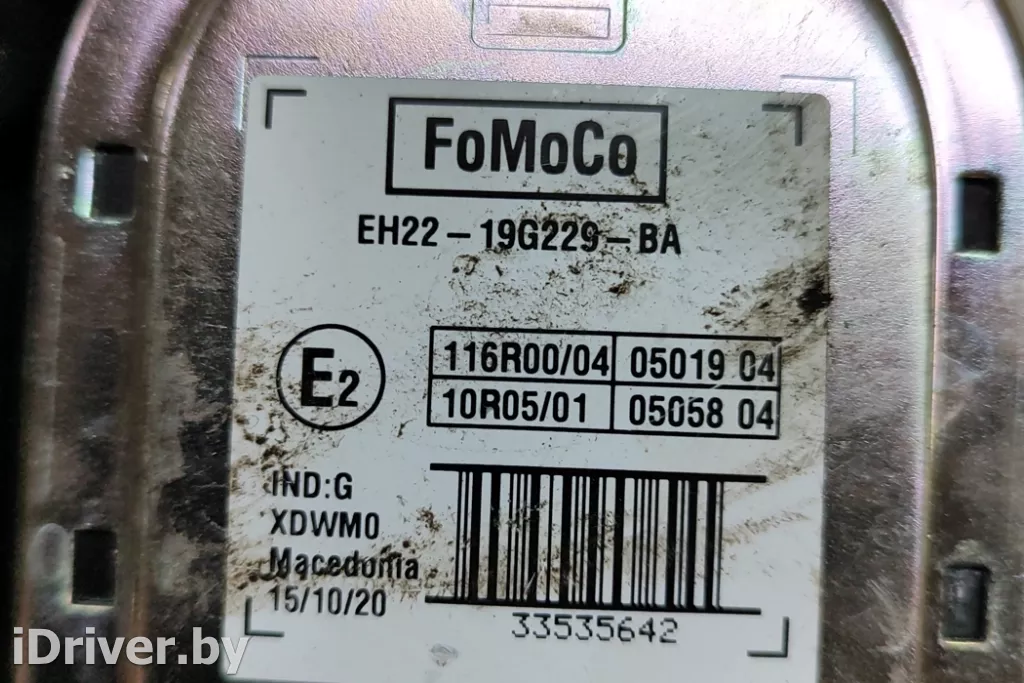 FoMoCo
EH22-19G229-BA
E2
116R00/04 05019 04
10R05/01 05058 04
IND:G
XDWM0
Macedonia
15/10/20
33535642
iDriver.by